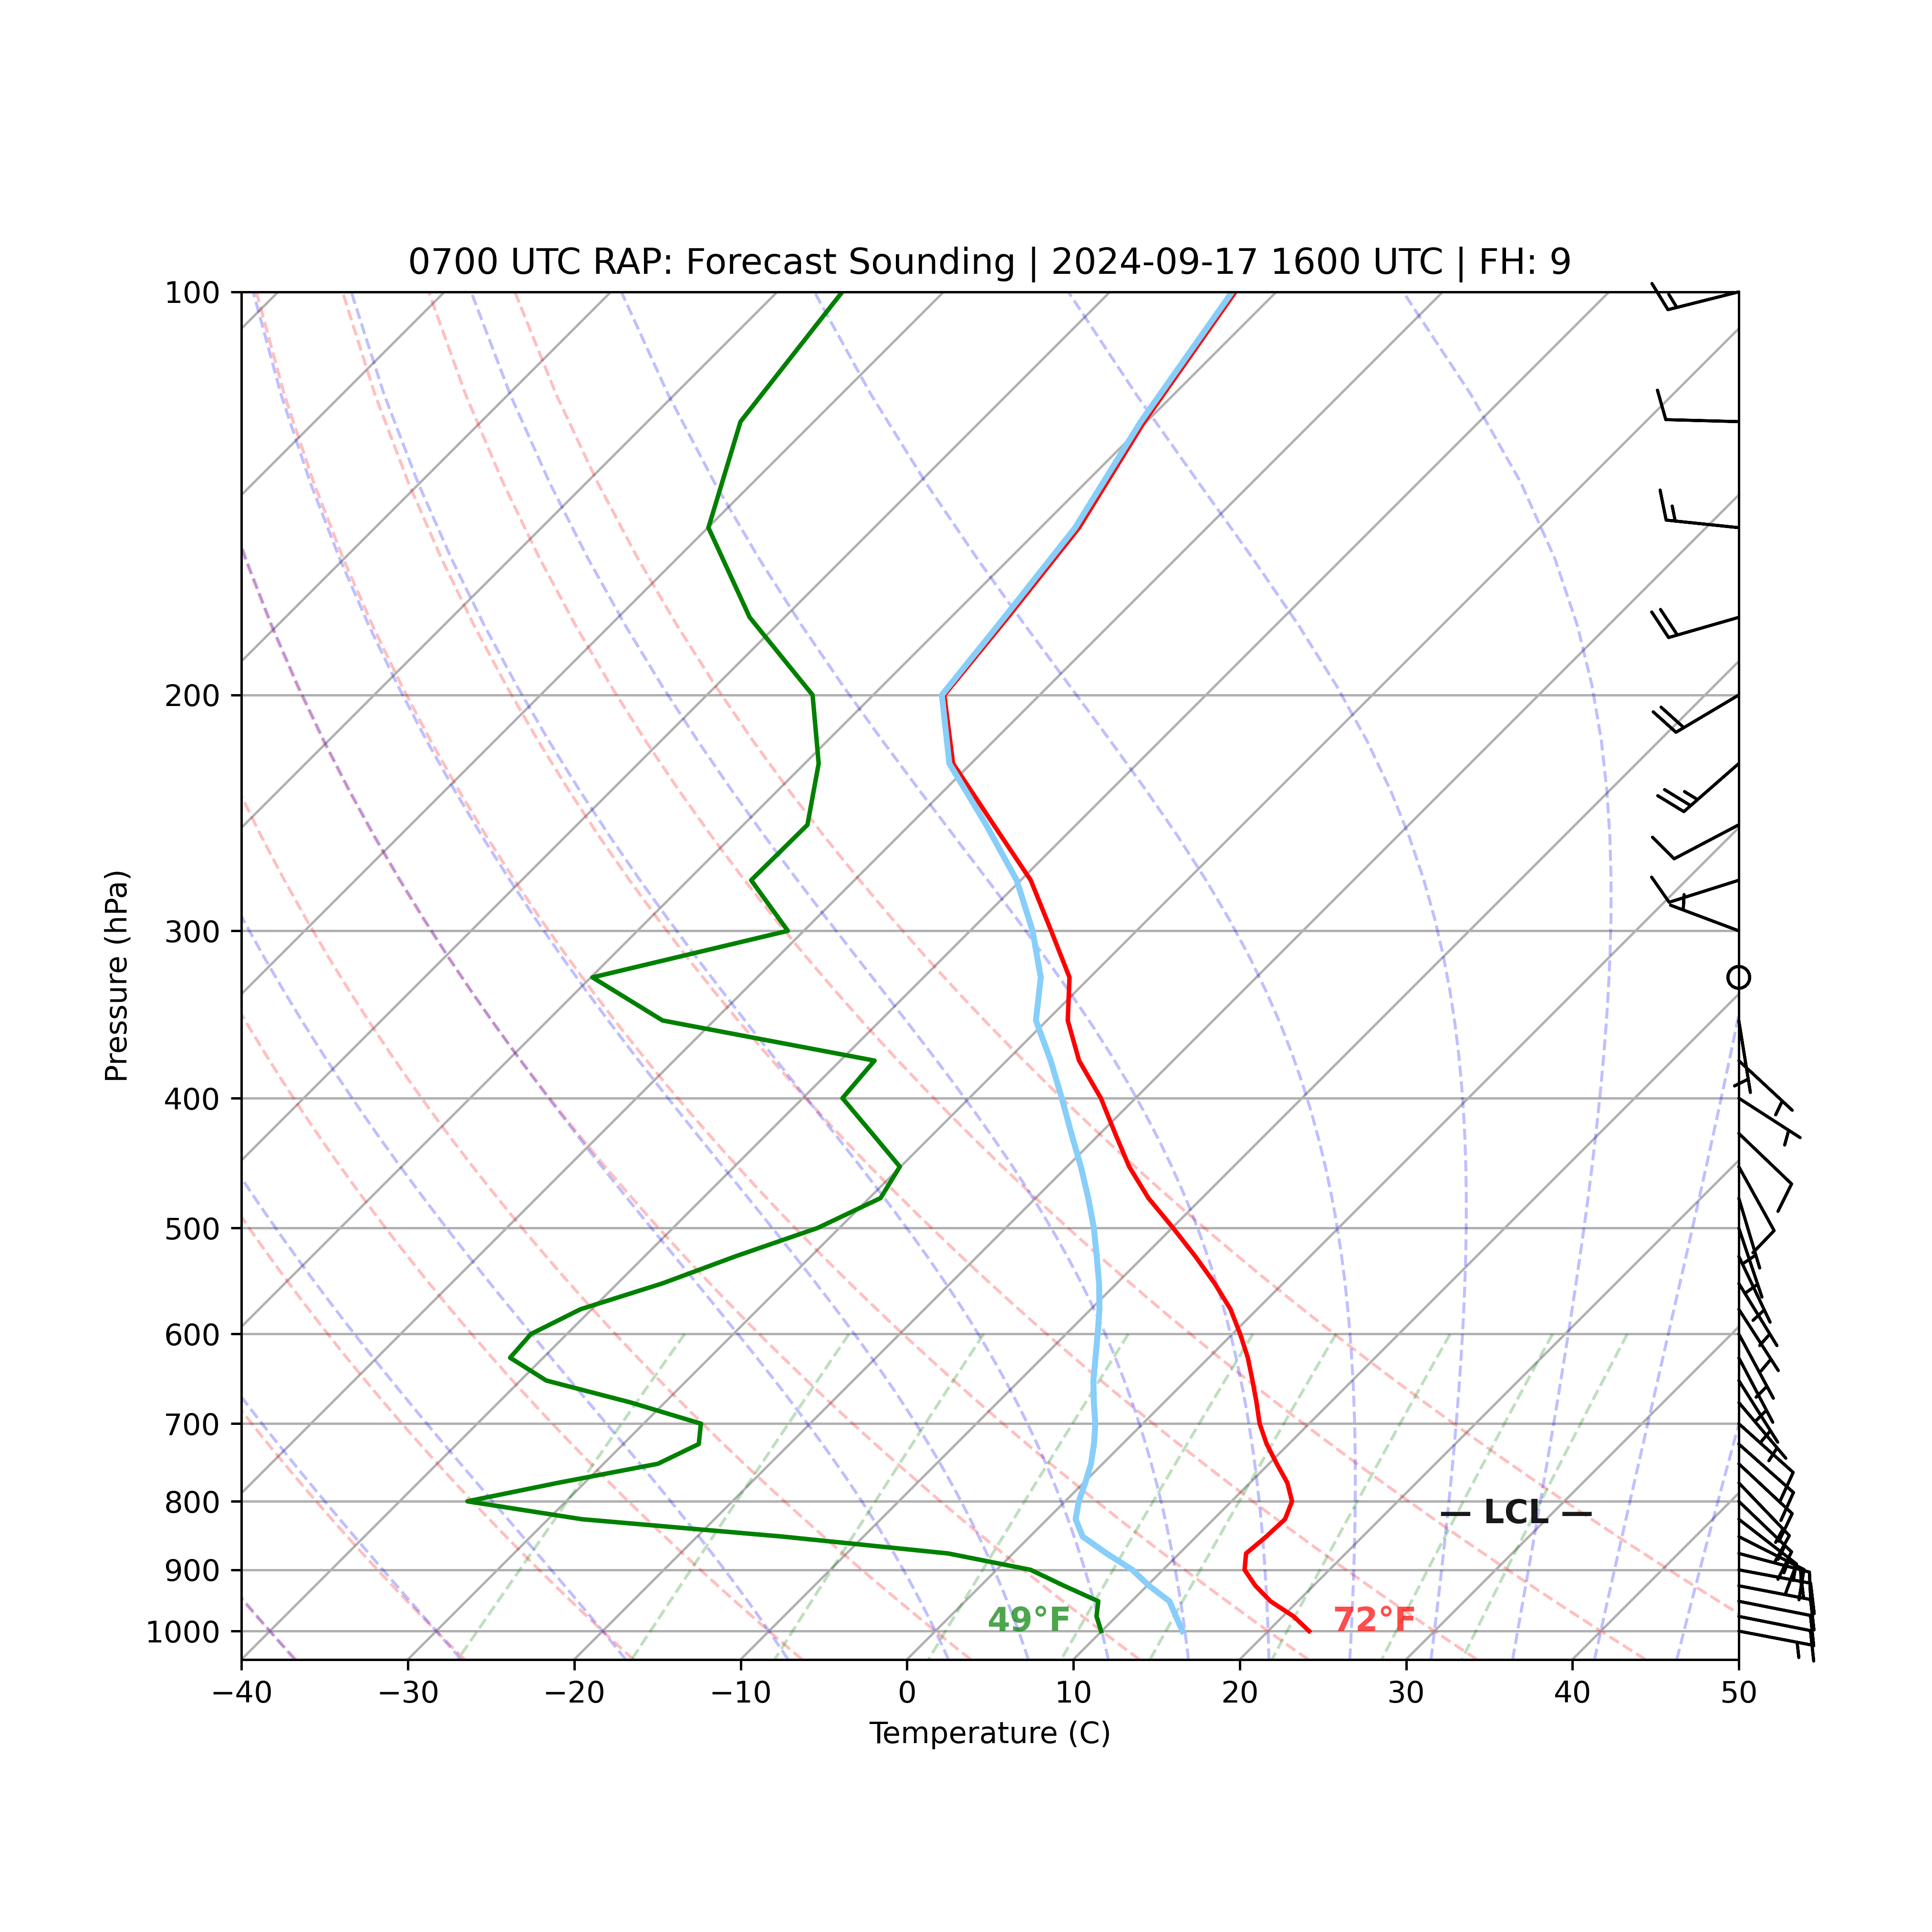 0700 UTC RAP: Forecast Sounding | 2024-09-17 1600 UTC | FH: 9
100
200
300
400
500
600
700
800
900
1000
Pressure (hPa)
— LCL —
49°F
72°F
−40 −30 −20 −10 0 10 20 30 40 50
Temperature (C)